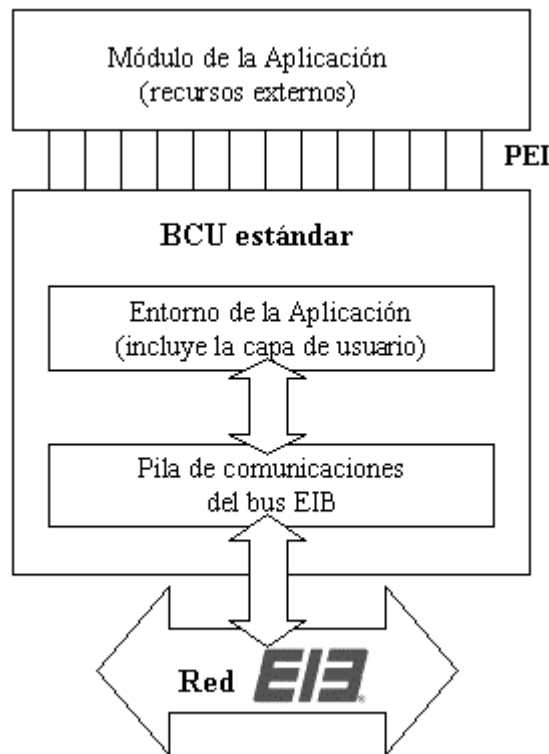 Módulo de la Aplicación
(recursos externos)
PEI
BCU estándar
Entorno de la Aplicación
(incluye la capa de usuario)
Pila de comunicaciones
del bus EIB
Red EIB®